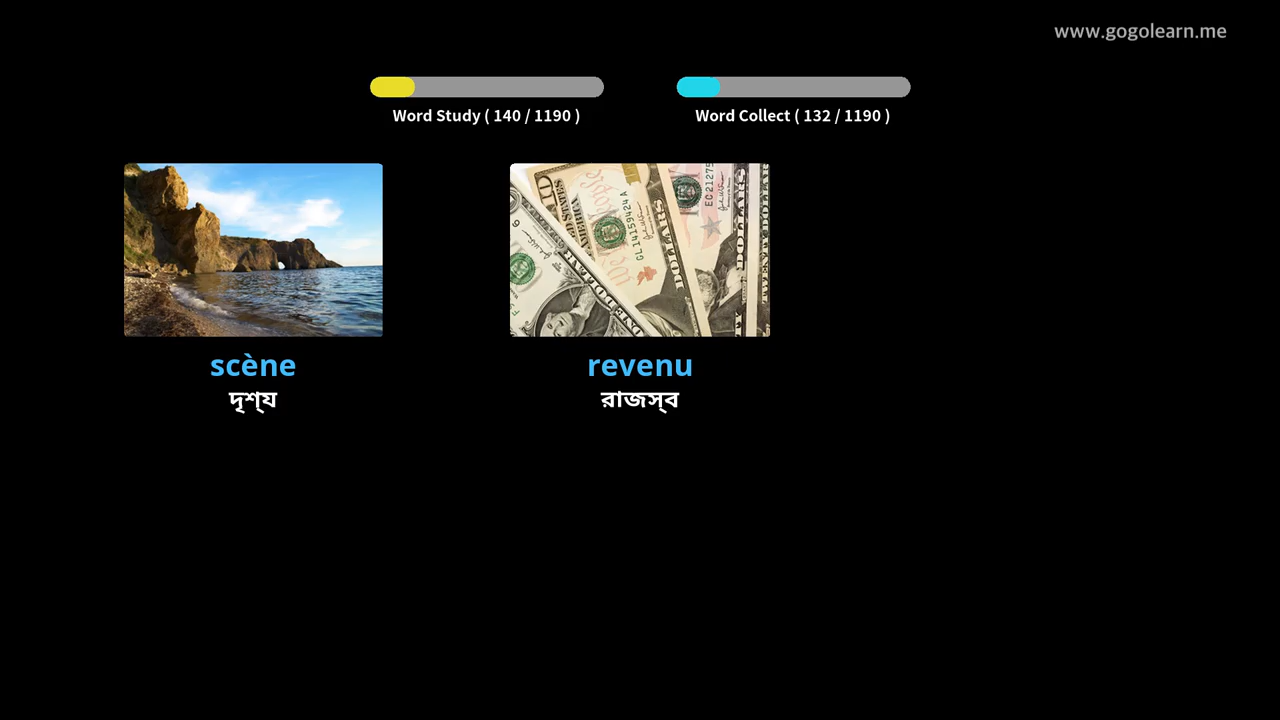 www.gogolearn.me
Word Study ( 140 / 1190 )
Word Collect ( 132 / 1190 )
scène
দৃশ্য
revenu
রাজস্ব